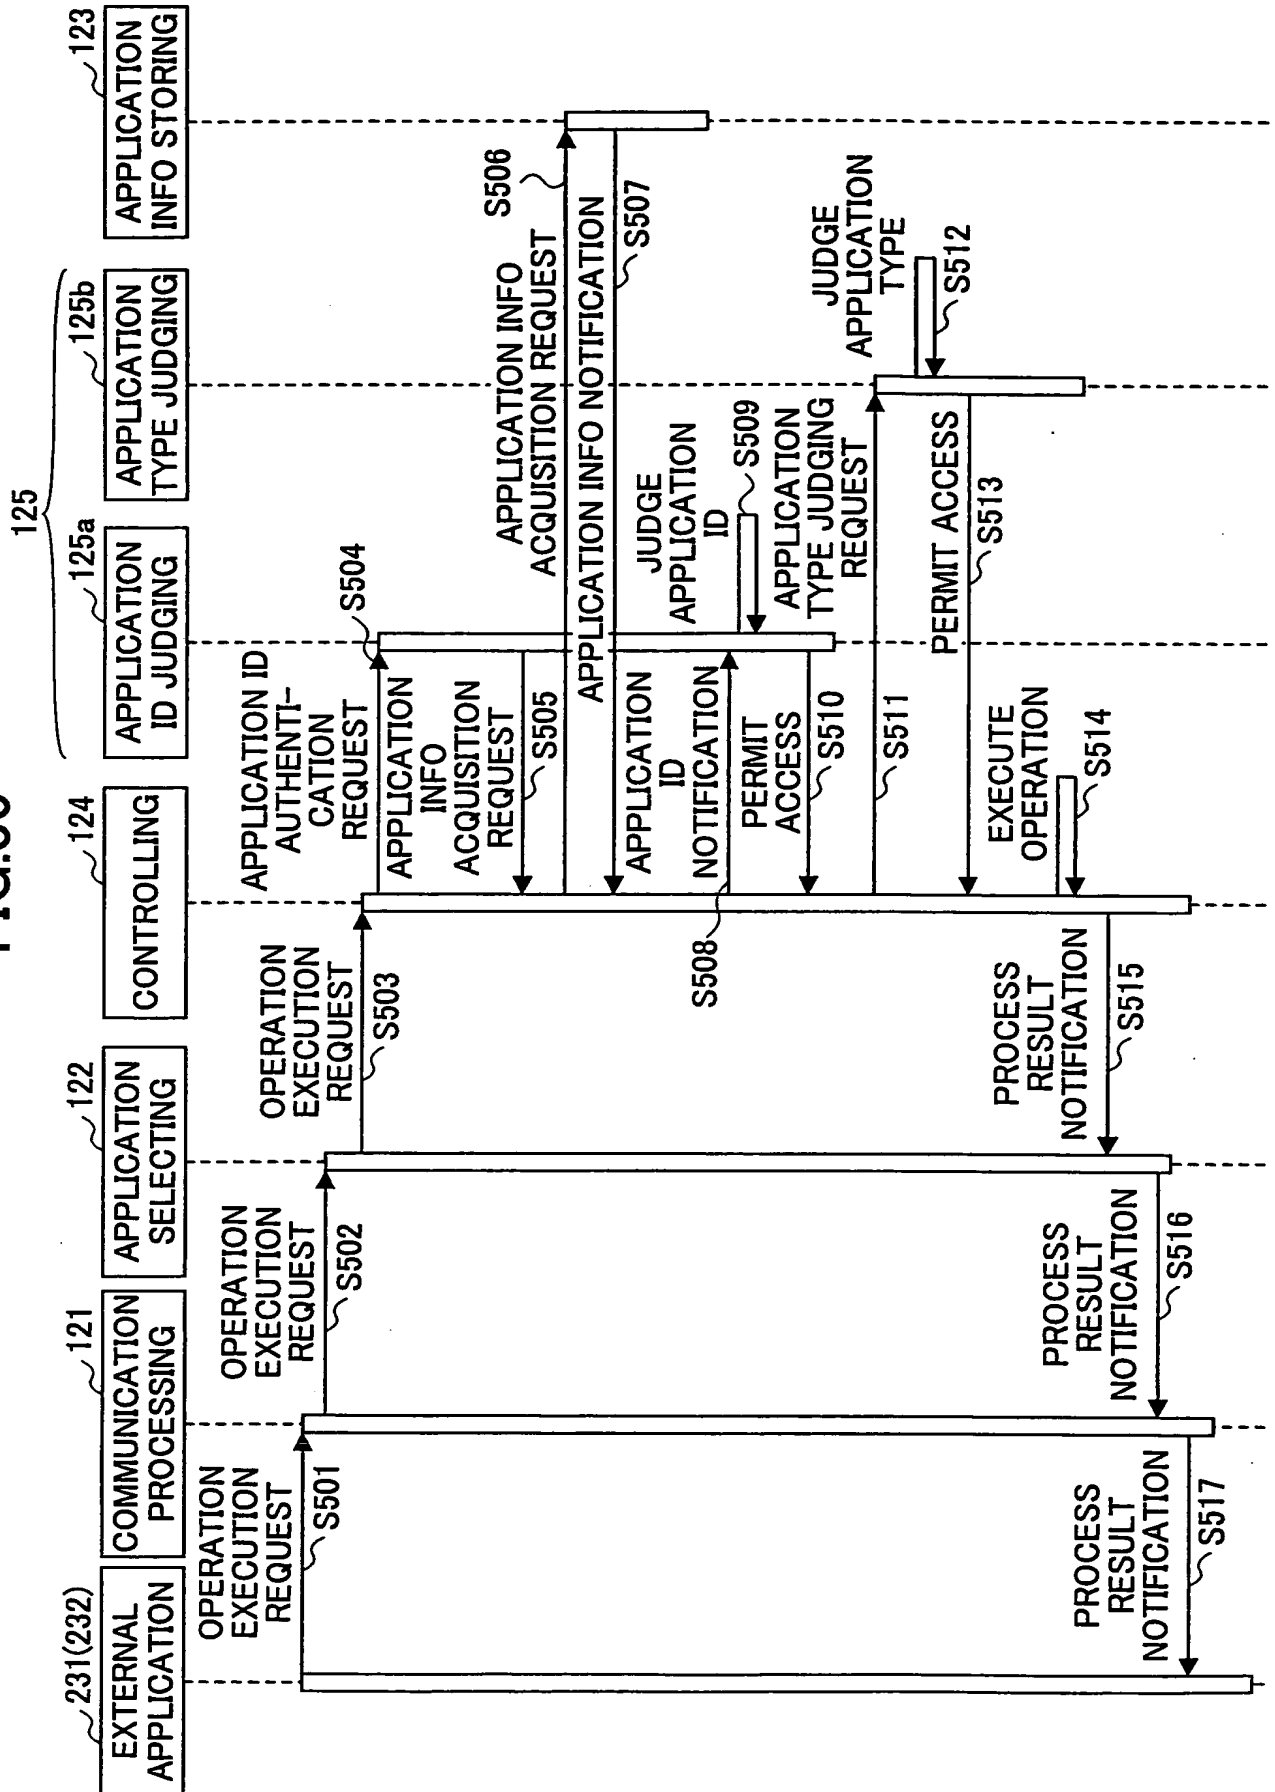 231(232)
EXTERNAL
APPLICATION
121
COMMUNICATION
PROCESSING
122
APPLICATION
SELECTING
124
CONTROLLING
125
125a
APPLICATION
ID JUDGING
125b
APPLICATION
TYPE JUDGING
123
APPLICATION
INFO STORING
OPERATION
EXECUTION
REQUEST
S501
OPERATION
EXECUTION
REQUEST
S502
OPERATION
EXECUTION
REQUEST
S503
APPLICATION ID
AUTHENTI-
CATION
REQUEST
S504
APPLICATION
INFO
ACQUISITION
REQUEST
S505
APPLICATION INFO
ACQUISITION REQUEST
S506
APPLICATION INFO NOTIFICATION
S507
APPLICATION
ID
NOTIFICATION
S508
JUDGE
APPLICATION
ID
S509
PERMIT
ACCESS
S510
APPLICATION
TYPE JUDGING
REQUEST
S511
JUDGE
APPLICATION
TYPE
S512
PERMIT ACCESS
S513
EXECUTE
OPERATION
S514
PROCESS
RESULT
NOTIFICATION
S515
PROCESS
RESULT
NOTIFICATION
S516
PROCESS
RESULT
NOTIFICATION
S517